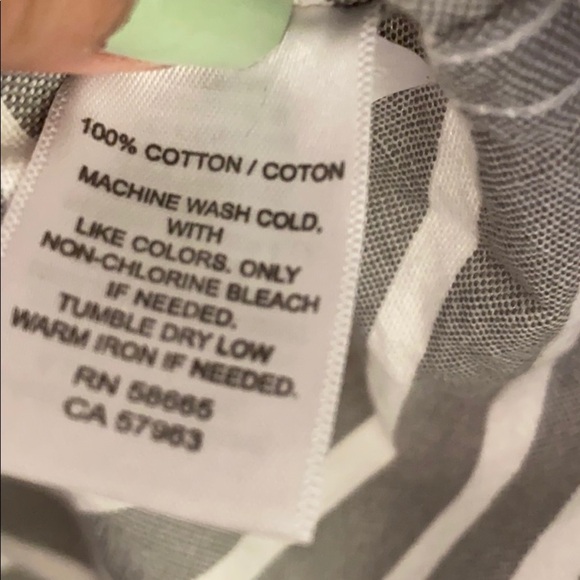 100% COTTON / COTON
MACHINE WASH COLD.
WITH
LIKE COLORS. ONLY
NON-CHLORINE BLEACH
IF NEEDED.
TUMBLE DRY LOW
WARM IRON IF NEEDED.
RN 58665
CA 57963